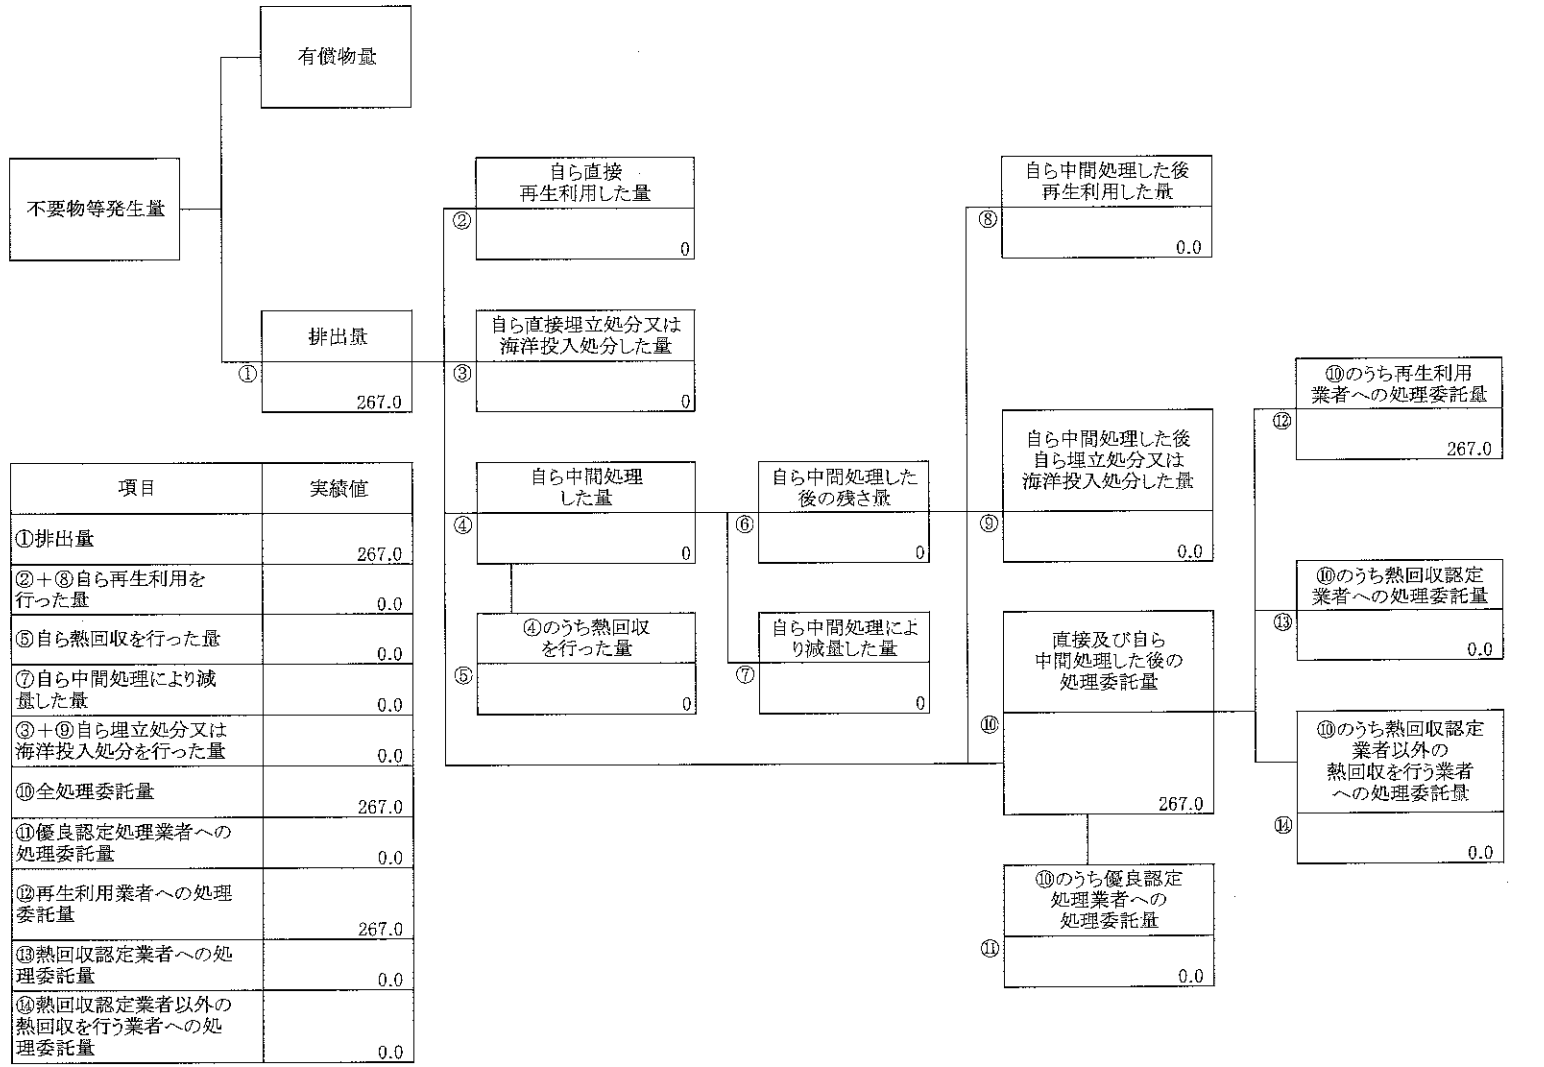 有償物量
不要物等発生量
排出量
①
267.0
自ら直接
再生利用した量
②
0
自ら直接埋立処分又は
海洋投入処分した量
③
0
自ら中間処理
した量
④
0
④のうち熱回収
を行った量
⑤
0
自ら中間処理した
後の残さ量
⑥
0
自ら中間処理によ
り減量した量
⑦
0
自ら中間処理した後
再生利用した量
⑧
0.0
自ら中間処理した後
自ら埋立処分又は
海洋投入処分した量
⑨
0.0
直接及び自ら
中間処理した後の
処理委託量
⑩
267.0
⑩のうち優良認定
処理業者への
処理委託量
⑪
0.0
⑩のうち再生利用
業者への処理委託量
⑫
267.0
⑩のうち熱回収認定
業者への処理委託量
⑬
0.0
⑩のうち熱回収認定
業者以外の
熱回収を行う業者
への処理委託量
⑭
0.0
項目 実績値
①排出量
267.0
②＋⑧自ら再生利用を
行った量
0.0
⑤自ら熱回収を行った量
0.0
⑦自ら中間処理により減
量した量
0.0
③＋⑨自ら埋立処分又は
海洋投入処分を行った量
0.0
⑩全処理委託量
267.0
⑪優良認定処理業者への
処理委託量
0.0
⑫再生利用業者への処理
委託量
267.0
⑬熱回収認定業者への処
理委託量
0.0
⑭熱回収認定業者以外の
熱回収を行う業者への処
理委託量
0.0